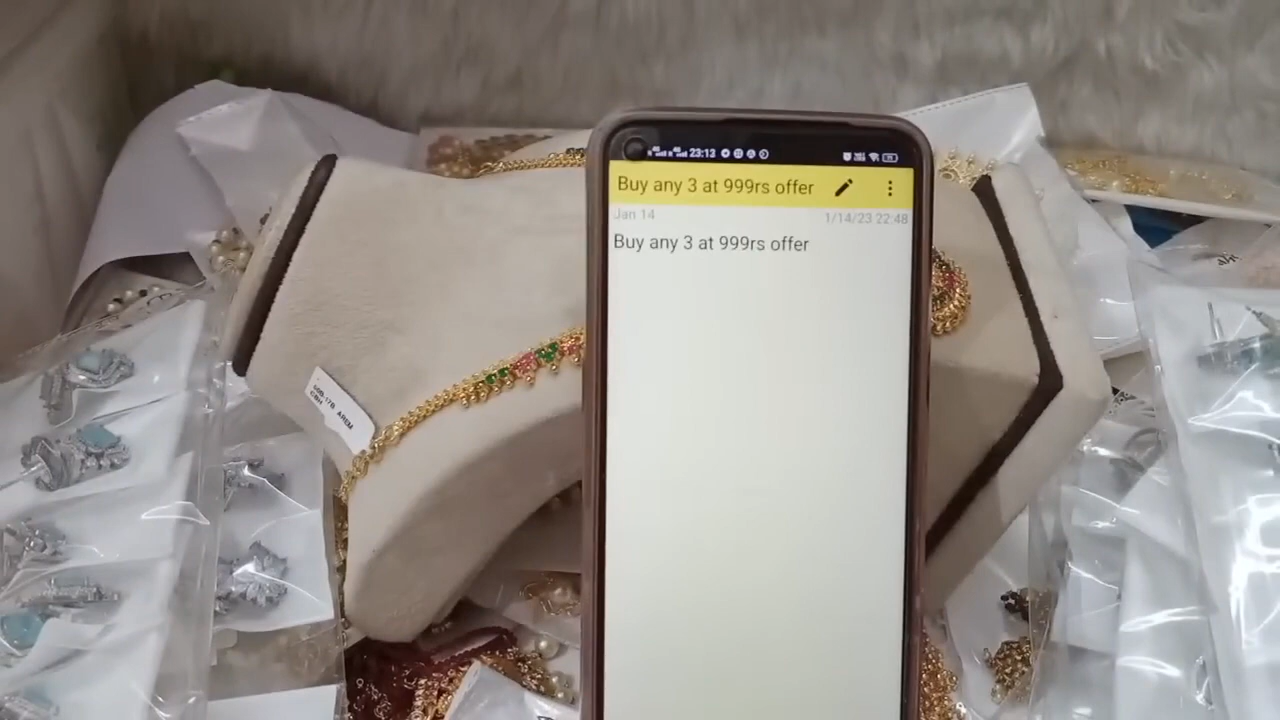 23:13
Buy any 3 at 999rs offer
Jan 14 1/14/23 22:48
Buy any 3 at 999rs offer